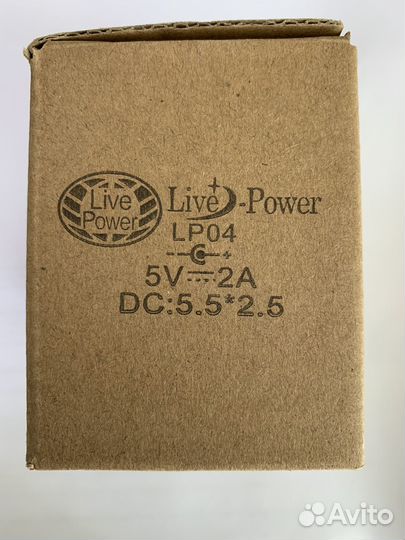 Live Power
Live-Power
LP04
- +
5V⎓2A
DC:5.5*2.5
Avito